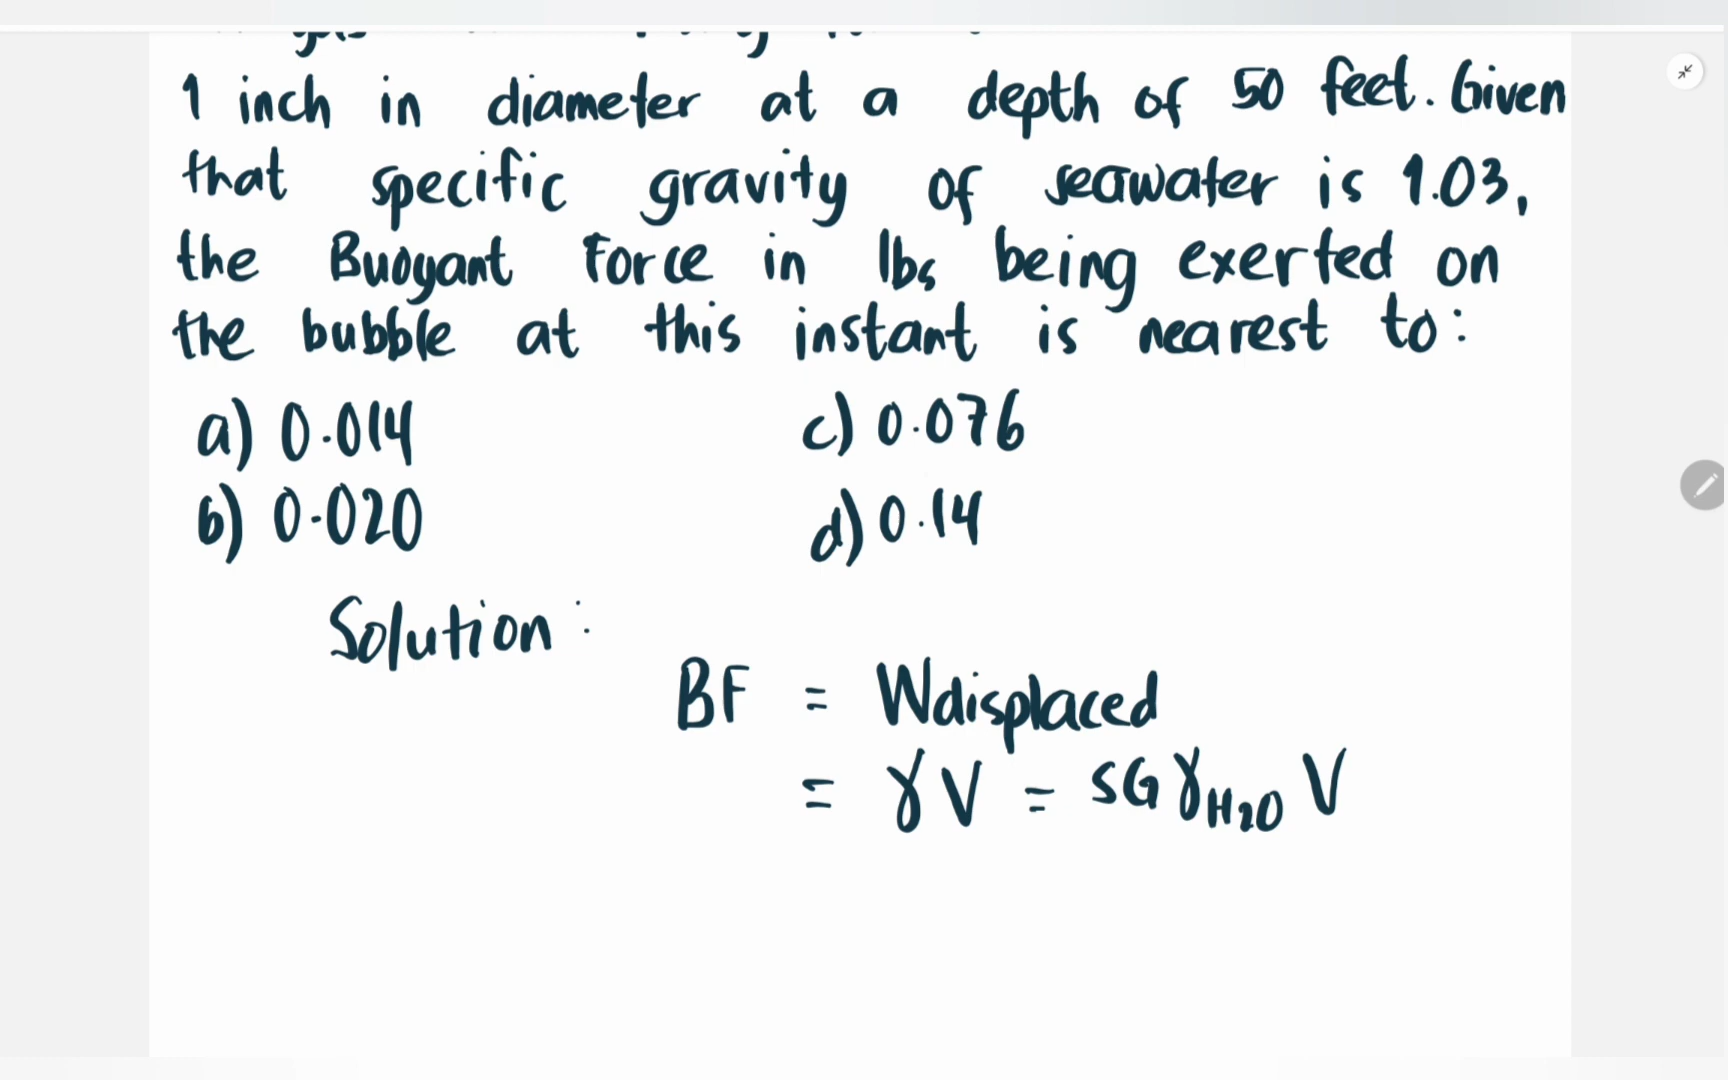 1 inch in diameter at a depth of 50 feet. Given
that specific gravity of seawater is 1.03,
the Buoyant Force in lbs being exerted on
the bubble at this instant is nearest to:
a) 0.014
c) 0.076
b) 0.020
d) 0.14
Solution :
BF = Wdisplaced
= γV = SG γH2O V